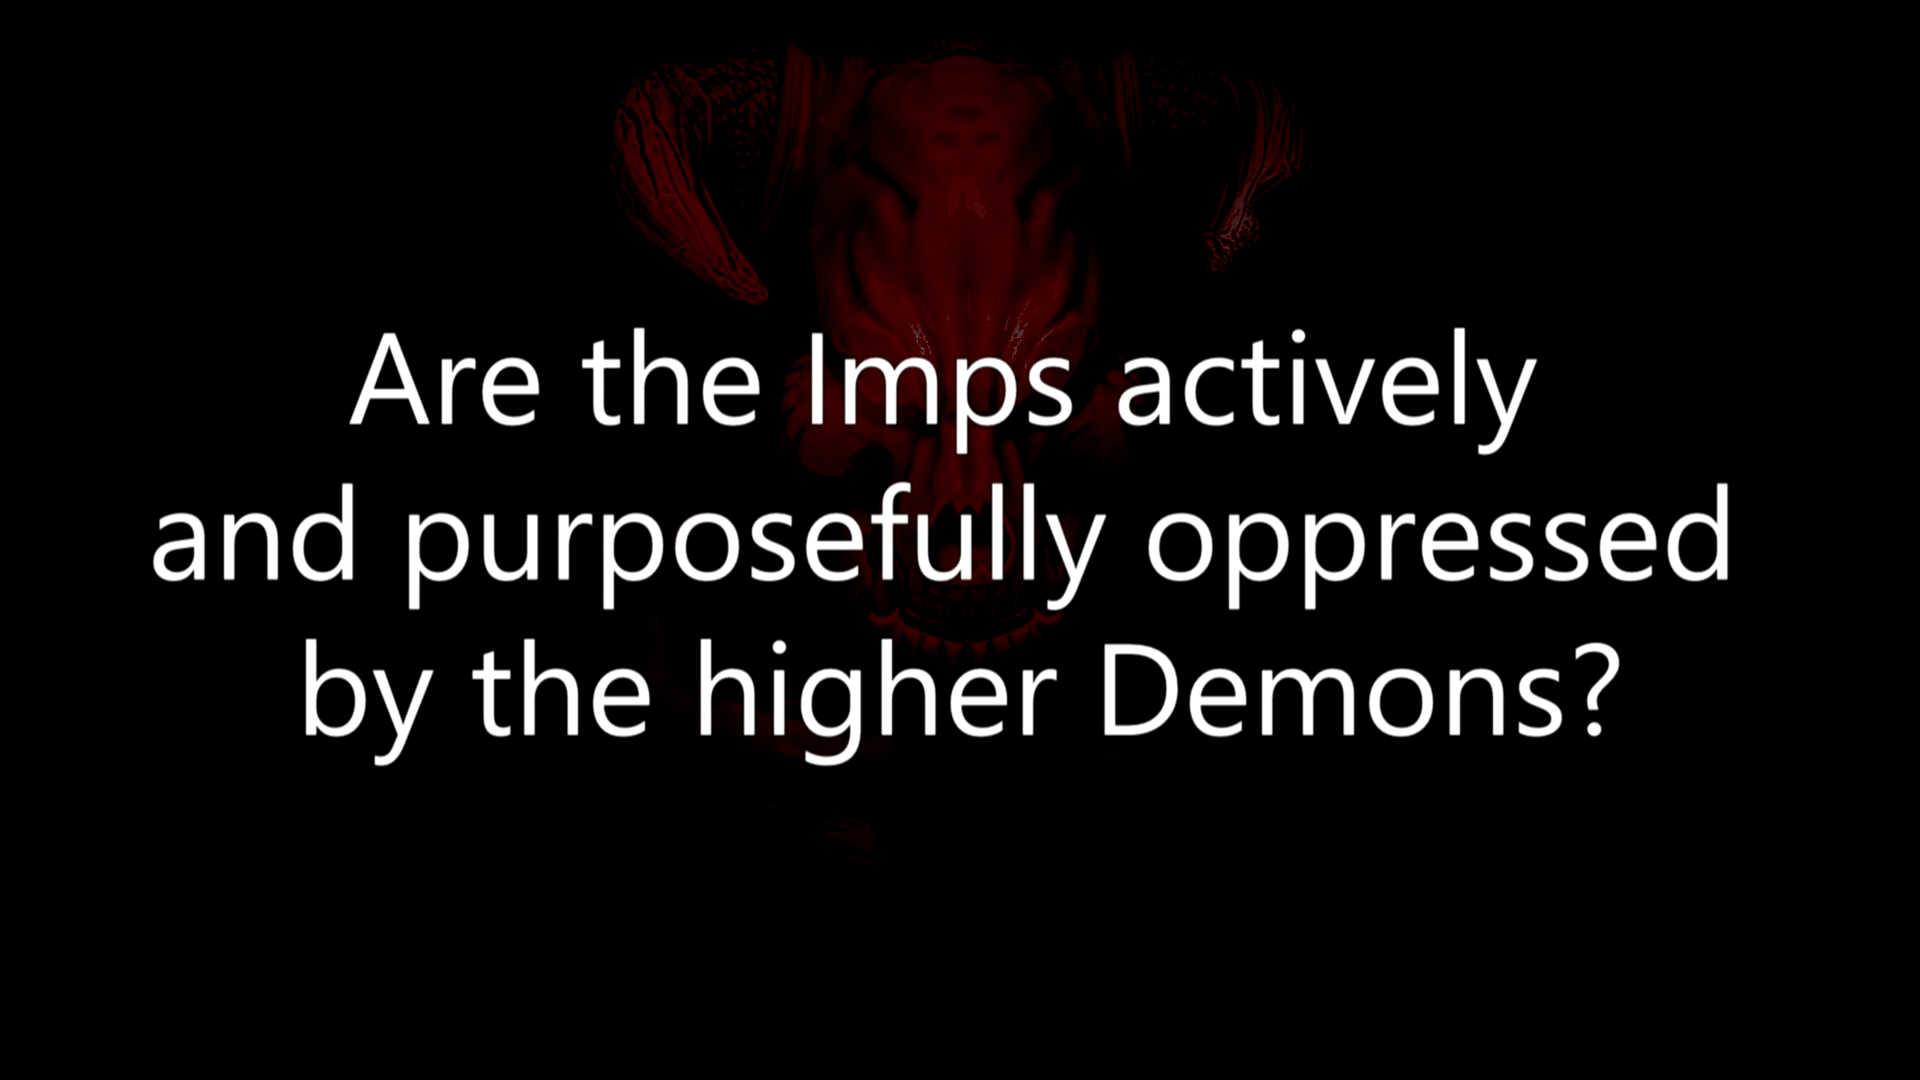 Are the Imps actively
and purposefully oppressed
by the higher Demons?